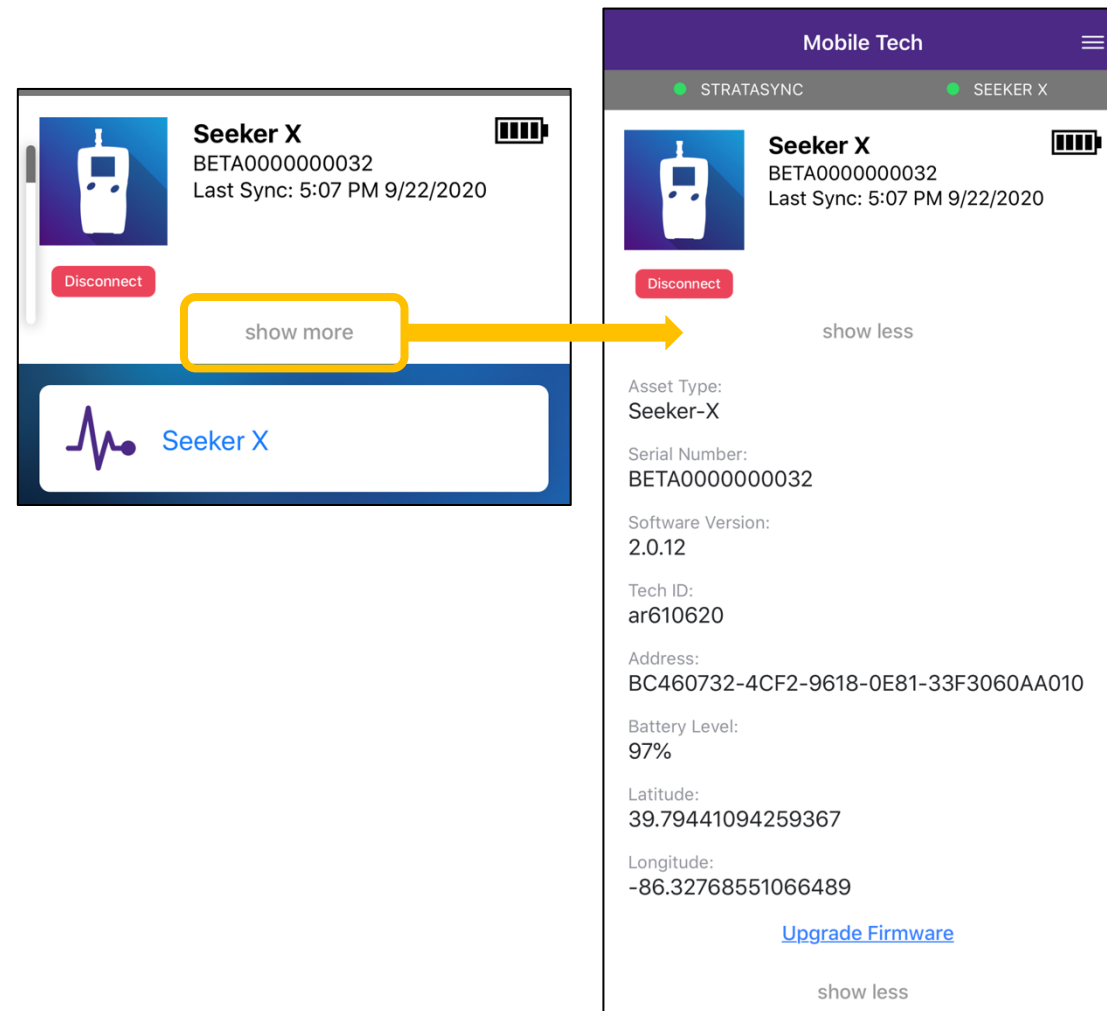 Seeker X
BETA0000000032
Last Sync: 5:07 PM 9/22/2020
Disconnect
show more
Seeker X
Mobile Tech
STRATASYNC
SEEKER X
Seeker X
BETA0000000032
Last Sync: 5:07 PM 9/22/2020
Disconnect
show less
Asset Type:
Seeker-X
Serial Number:
BETA0000000032
Software Version:
2.0.12
Tech ID:
ar610620
Address:
BC460732-4CF2-9618-0E81-33F3060AA010
Battery Level:
97%
Latitude:
39.79441094259367
Longitude:
-86.32768551066489
Upgrade Firmware
show less